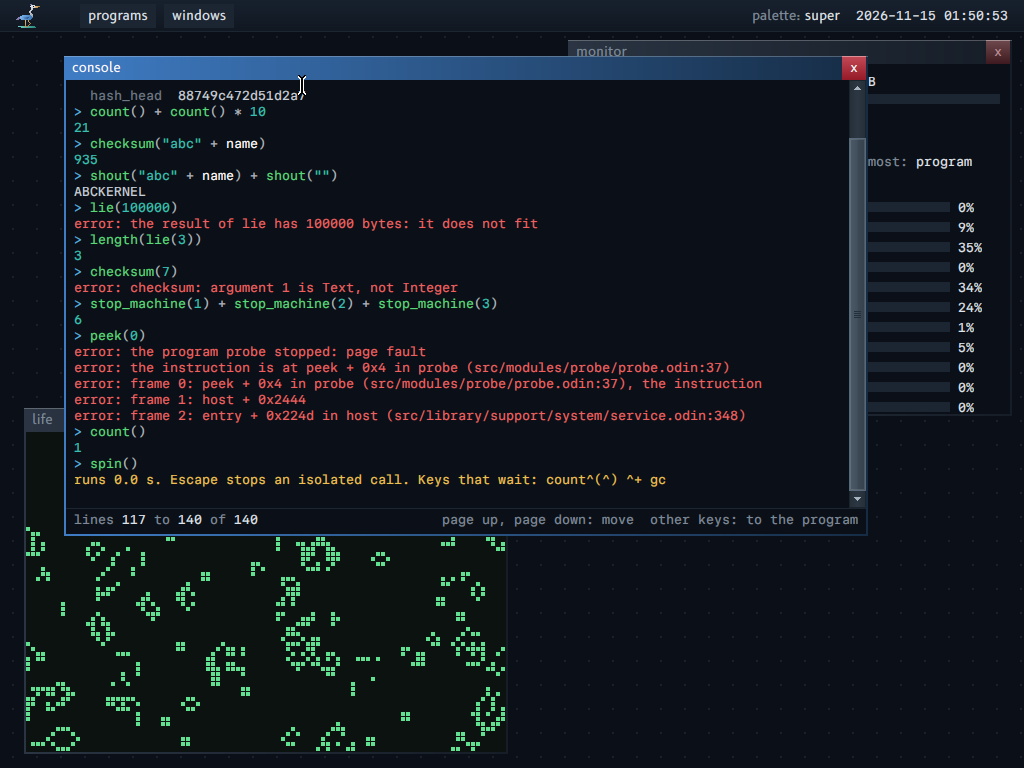 programs windows palette: super 2026-11-15 01:50:53
monitor x
console x
B
hash_head 88749c472d51d2a7
> count() + count() * 10
21
> checksum("abc" + name)
935
most: program
> shout("abc" + name) + shout("")
ABCKERNEL
> lie(100000)
0%
error: the result of lie has 100000 bytes: it does not fit
9%
> length(lie(3))
35%
3
> checksum(7)
0%
error: checksum: argument 1 is Text, not Integer
34%
> stop_machine(1) + stop_machine(2) + stop_machine(3)
24%
6
1%
> peek(0)
5%
error: the program probe stopped: page fault
error: the instruction is at peek + 0x4 in probe (src/modules/probe/probe.odin:37)
0%
error: frame 0: peek + 0x4 in probe (src/modules/probe/probe.odin:37), the instruction
0%
error: frame 1: host + 0x2444
0%
error: frame 2: entry + 0x224d in host (src/library/support/system/service.odin:348)
life
> count()
1
> spin()
runs 0.0 s. Escape stops an isolated call. Keys that wait: count^(^) ^+ gc
lines 117 to 140 of 140 page up, page down: move other keys: to the program